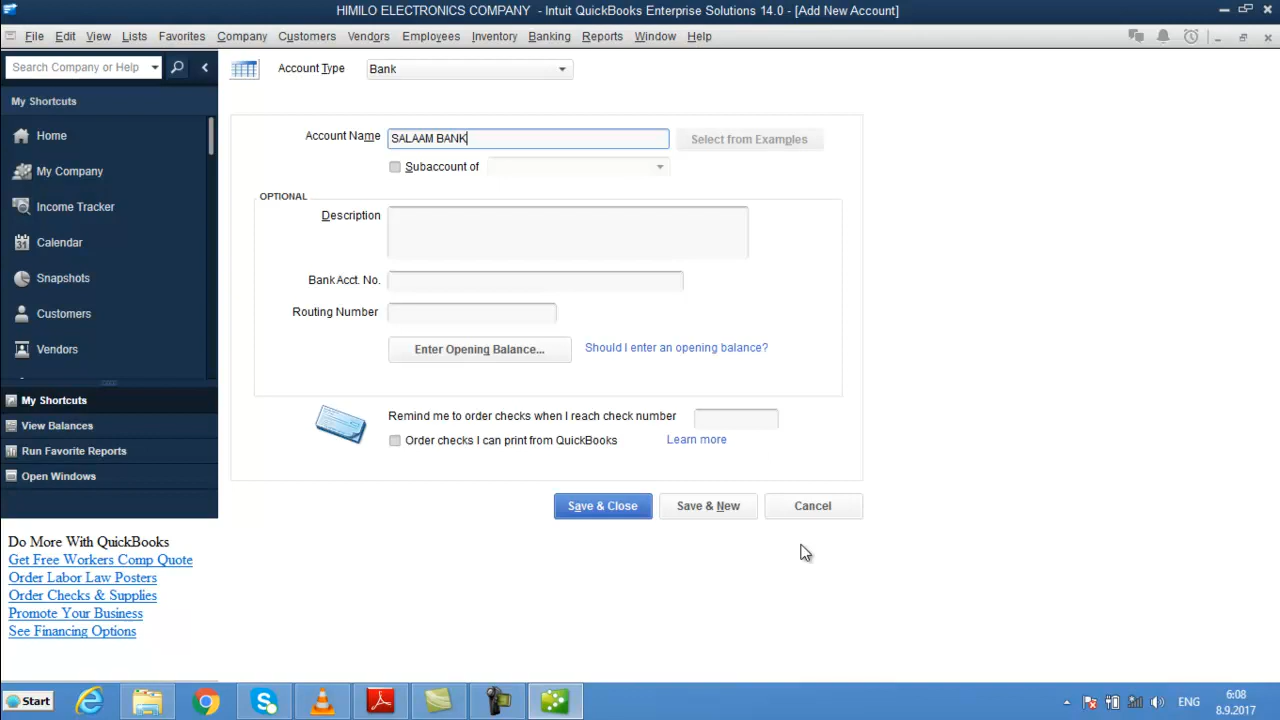 HIMILO ELECTRONICS COMPANY - Intuit QuickBooks Enterprise Solutions 14.0 - [Add New Account]
File Edit View Lists Favorites Company Customers Vendors Employees Inventory Banking Reports Window Help
Search Company or Help
Account Type Bank
My Shortcuts
Account Name SALAAM BANK Select from Examples
Subaccount of
OPTIONAL
Description
Bank Acct. No.
Routing Number
Enter Opening Balance... Should I enter an opening balance?
Remind me to order checks when I reach check number
Order checks I can print from QuickBooks Learn more
Save & Close Save & New Cancel
Home
My Company
Income Tracker
Calendar
31
Snapshots
Customers
Vendors
My Shortcuts
View Balances
Run Favorite Reports
Open Windows
Do More With QuickBooks
Get Free Workers Comp Quote
Order Labor Law Posters
Order Checks & Supplies
Promote Your Business
See Financing Options
Start
ENG
6:08
8.9.2017